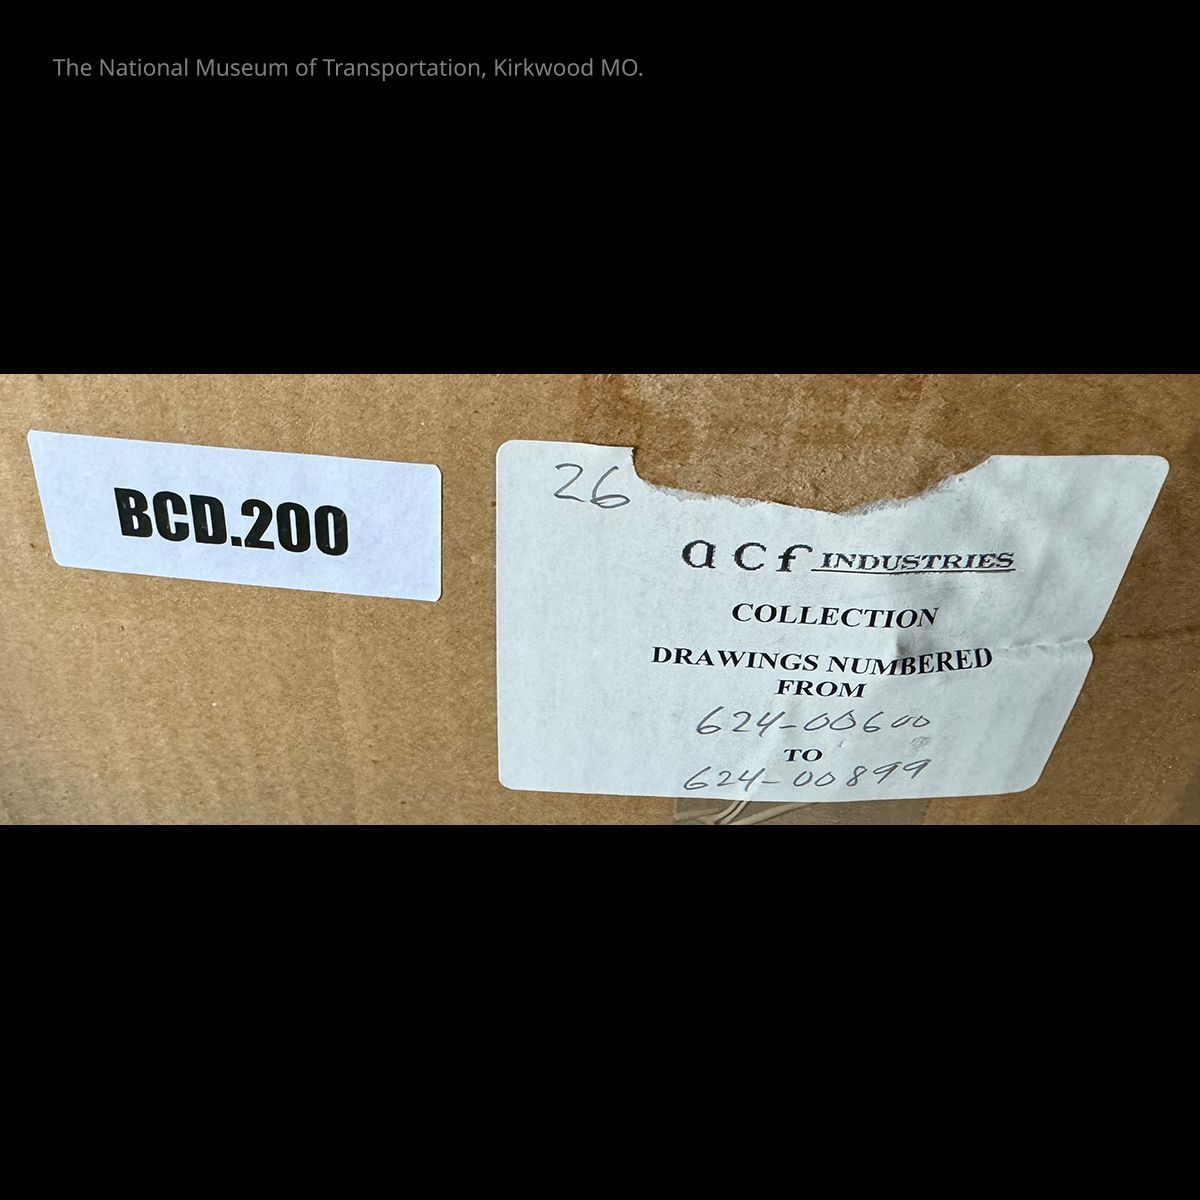 The National Museum of Transportation, Kirkwood MO.
BCD.200
26
acf INDUSTRIES
COLLECTION
DRAWINGS NUMBERED
FROM
624-00600
TO
624-00899